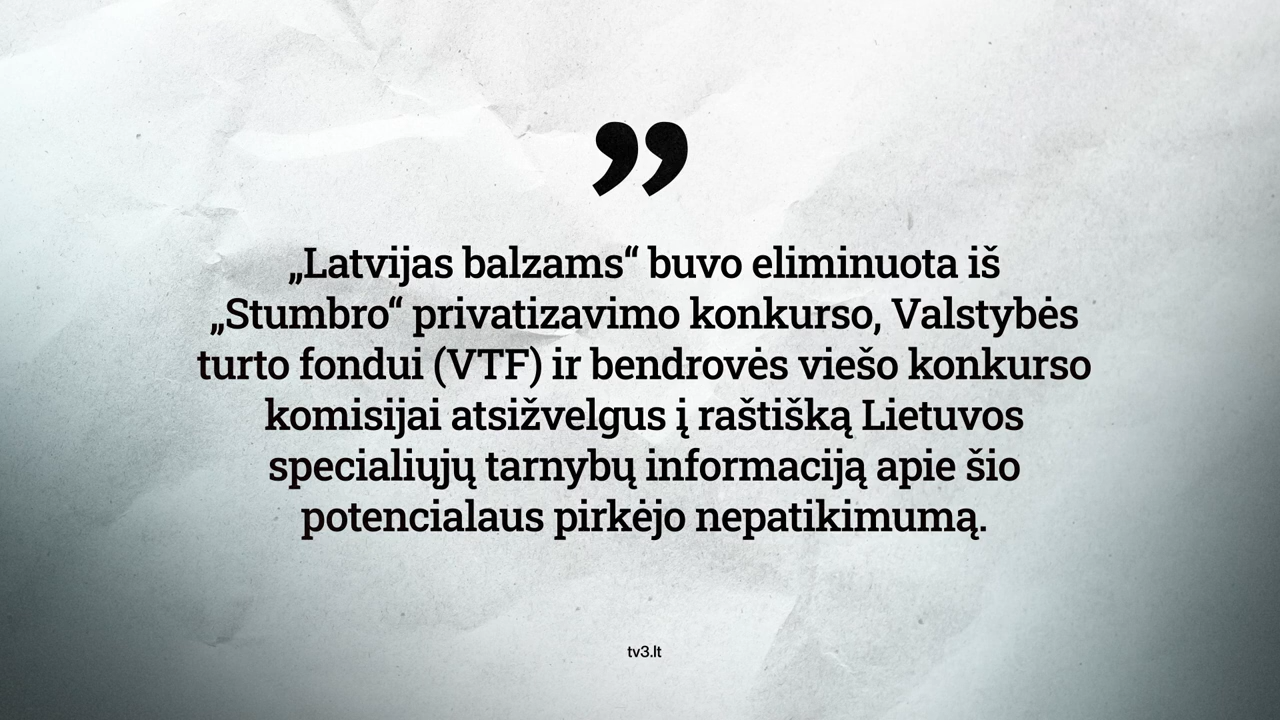 ”
„Latvijas balzams“ buvo eliminuota iš
„Stumbro“ privatizavimo konkurso, Valstybės
turto fondui (VTF) ir bendrovės viešo konkurso
komisijai atsižvelgus į raštišką Lietuvos
specialiųjų tarnybų informaciją apie šio
potencialaus pirkėjo nepatikimumą.
tv3.lt